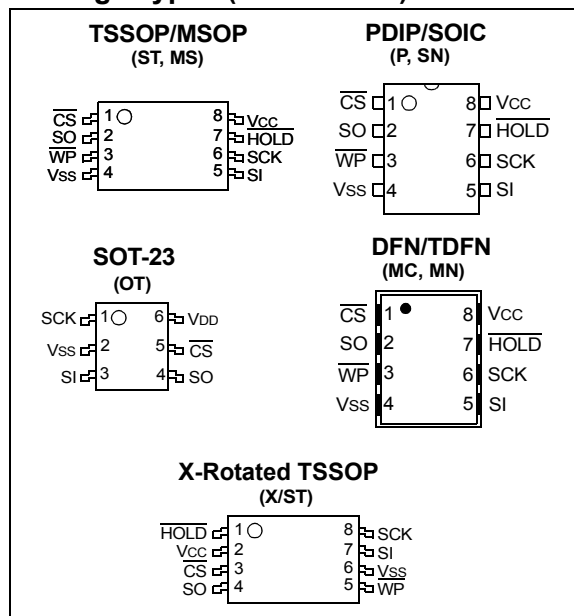 TSSOP/MSOP
(ST, MS)
CS 1 8 VCC
SO 2 7 HOLD
WP 3 6 SCK
VSS 4 5 SI
PDIP/SOIC
(P, SN)
CS 1 8 VCC
SO 2 7 HOLD
WP 3 6 SCK
VSS 4 5 SI
SOT-23
(OT)
SCK 1 6 VDD
VSS 2 5 CS
SI 3 4 SO
DFN/TDFN
(MC, MN)
CS 1 8 VCC
SO 2 7 HOLD
WP 3 6 SCK
VSS 4 5 SI
X-Rotated TSSOP
(X/ST)
HOLD 1 8 SCK
VCC 2 7 SI
CS 3 6 VSS
SO 4 5 WP